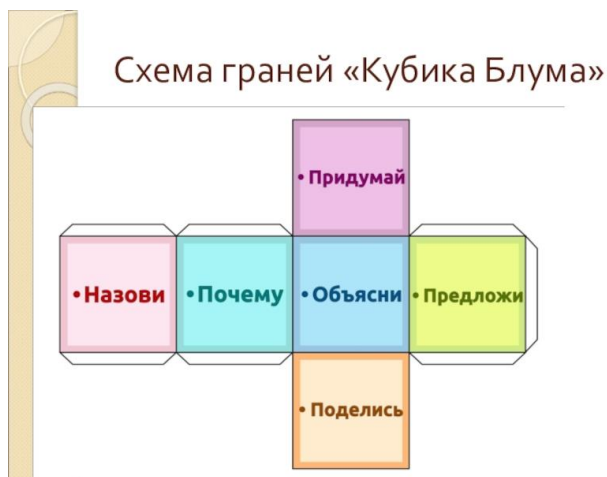 Схема граней «Кубика Блума»
• Придумай
• Назови
• Почему
• Объясни
• Предложи
• Поделись